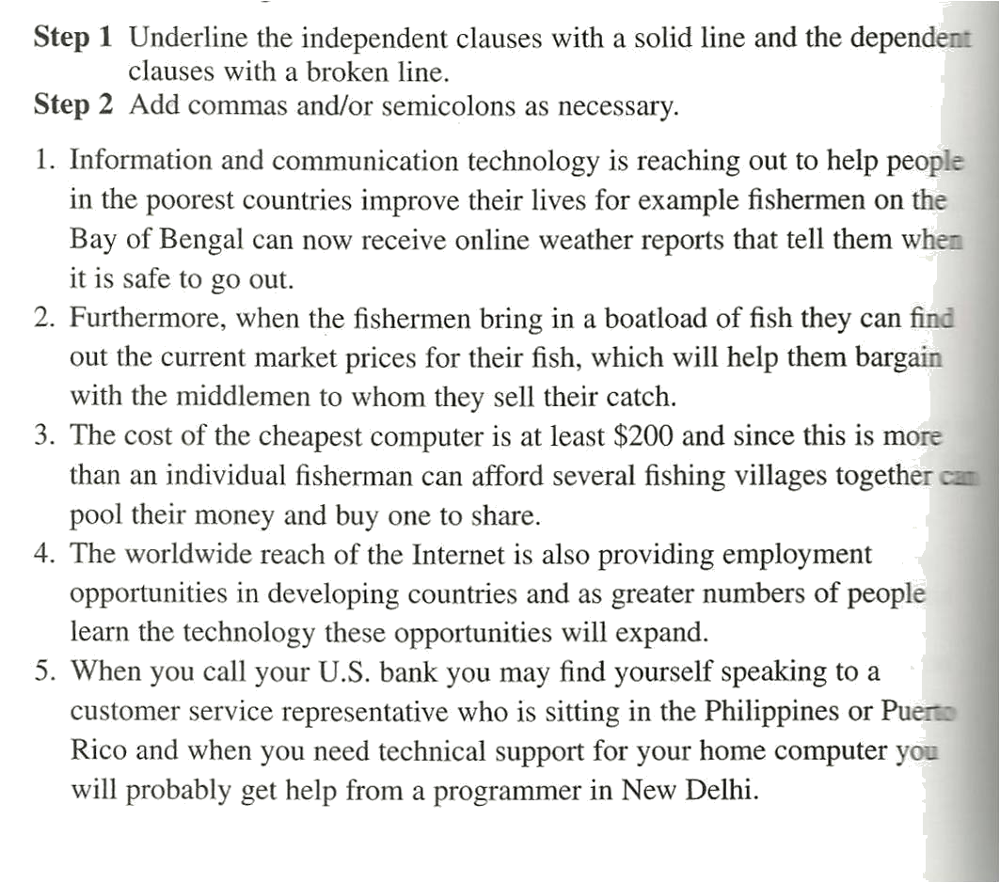 Step 1 Underline the independent clauses with a solid line and the dependent
clauses with a broken line.
Step 2 Add commas and/or semicolons as necessary.
1. Information and communication technology is reaching out to help people
in the poorest countries improve their lives for example fishermen on the
Bay of Bengal can now receive online weather reports that tell them when
it is safe to go out.
2. Furthermore, when the fishermen bring in a boatload of fish they can find
out the current market prices for their fish, which will help them bargain
with the middlemen to whom they sell their catch.
3. The cost of the cheapest computer is at least $200 and since this is more
than an individual fisherman can afford several fishing villages together can
pool their money and buy one to share.
4. The worldwide reach of the Internet is also providing employment
opportunities in developing countries and as greater numbers of people
learn the technology these opportunities will expand.
5. When you call your U.S. bank you may find yourself speaking to a
customer service representative who is sitting in the Philippines or Puerto
Rico and when you need technical support for your home computer you
will probably get help from a programmer in New Delhi.